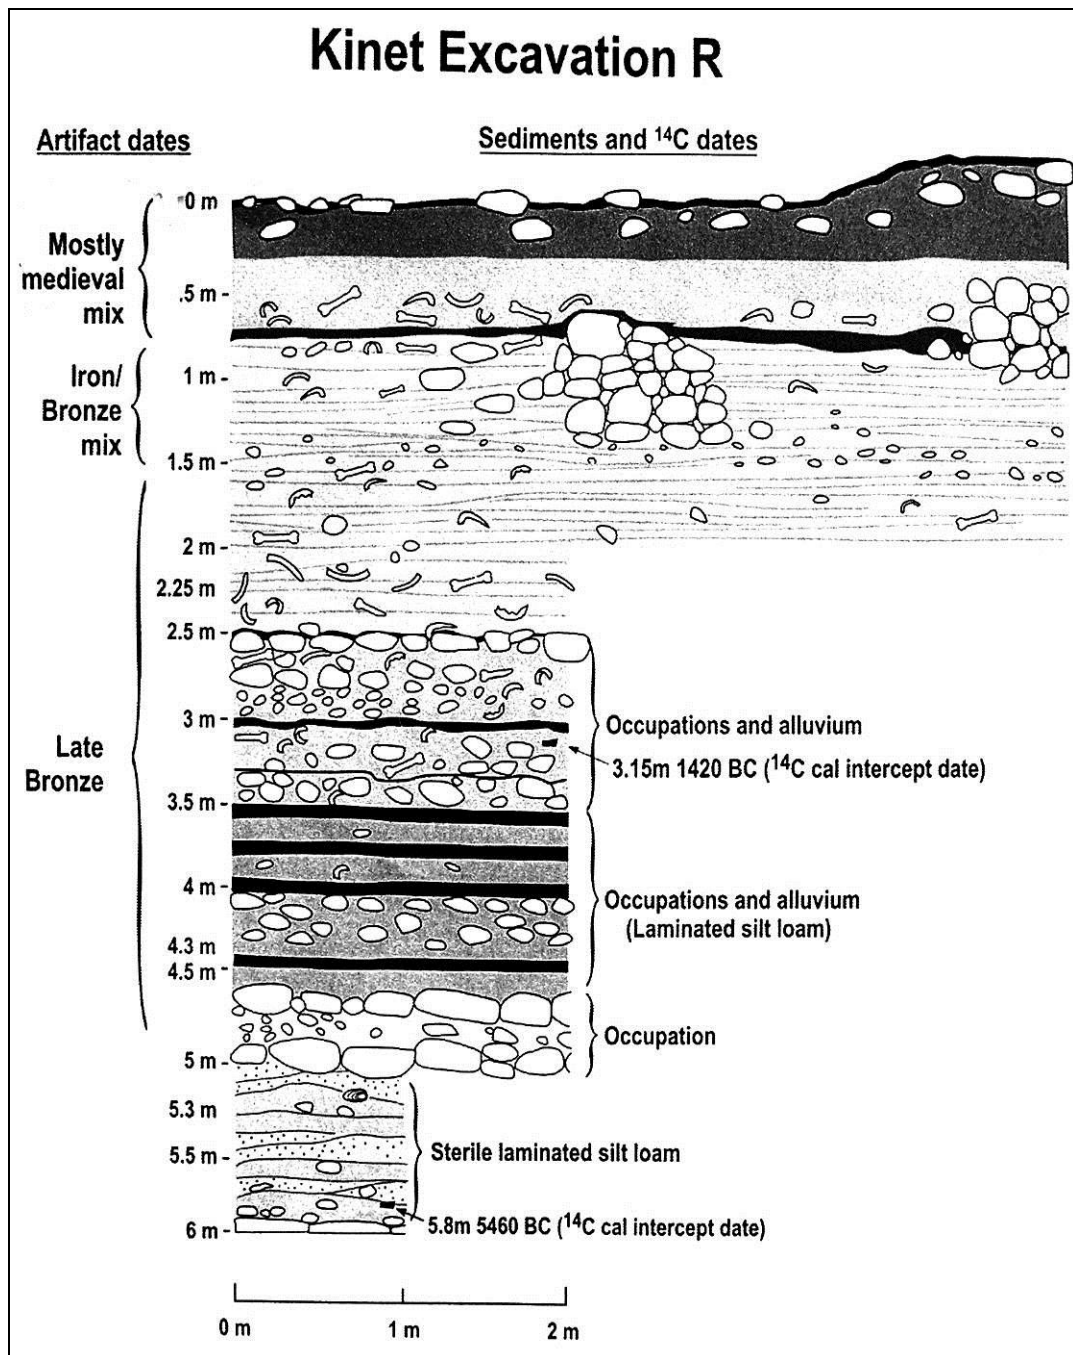 Kinet Excavation R
Artifact dates
Sediments and ¹⁴C dates
0 m
Mostly
medieval
mix
.5 m -
Iron/
Bronze
mix
1 m -
1.5m -
2 m -
2.25 m
2.5 m -
Late
Bronze
3 m -
Occupations and alluvium
3.15m 1420 BC (¹⁴C cal intercept date)
3.5 m -
4 m -
Occupations and alluvium
(Laminated silt loam)
4.3 m
4.5 m -
Occupation
5 m -
5.3 m
5.5 m -
Sterile laminated silt loam
5.8m 5460 BC (¹⁴C cal intercept date)
6 m -
0 m
1 m
2 m